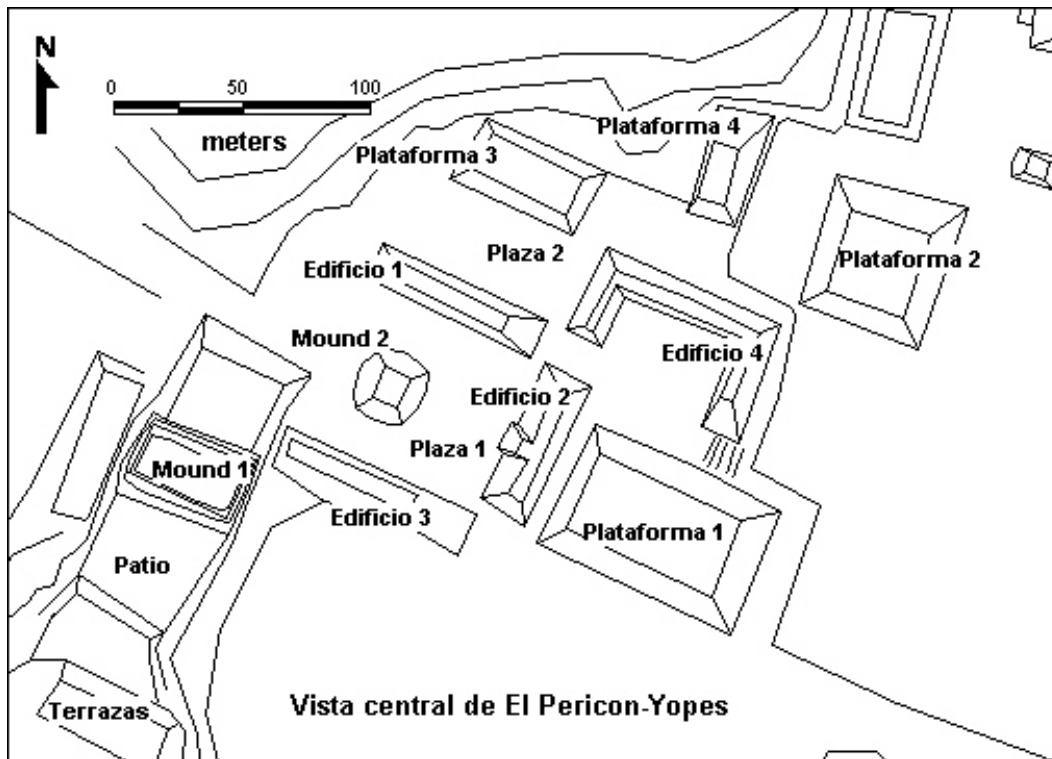 N
0 50 100
meters
Plataforma 4
Plataforma 3
Plaza 2
Plataforma 2
Edificio 1
Mound 2
Edificio 4
Edificio 2
Plaza 1
Mound 1
Edificio 3
Plataforma 1
Patio
Terrazas
Vista central de El Pericon-Yopes